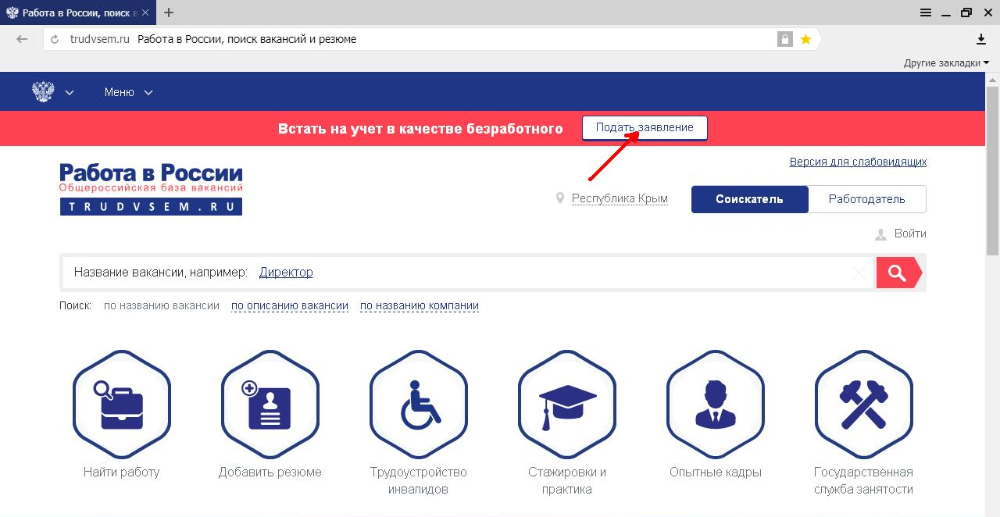 Работа в России, поиск в
trudvsem.ru Работа в России, поиск вакансий и резюме
Другие закладки
Меню
Встать на учет в качестве безработного Подать заявление
Версия для слабовидящих
Работа в России
Общероссийская база вакансий
TRUDVSEM.RU
Республика Крым Соискатель Работодатель
Войти
Название вакансии, например: Директор
Поиск: по названию вакансии по описанию вакансии по названию компании
Найти работу
Добавить резюме
Трудоустройство
инвалидов
Стажировки и
практика
Опытные кадры
Государственная
служба занятости